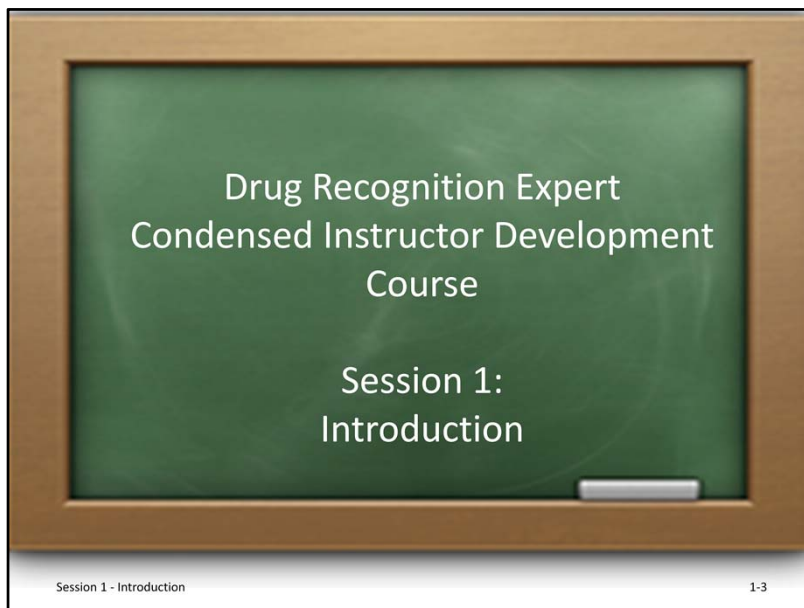 Drug Recognition Expert
Condensed Instructor Development
Course
Session 1:
Introduction
Session 1 - Introduction
1-3